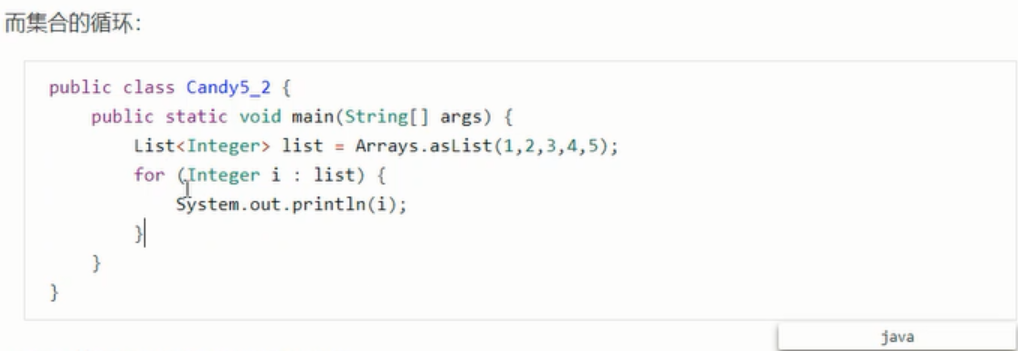 而集合的循环：
public class Candy5_2 {
    public static void main(String[] args) {
        List<Integer> list = Arrays.asList(1,2,3,4,5);
        for (Integer i : list) {
            System.out.println(i);
        }
    }
}
java